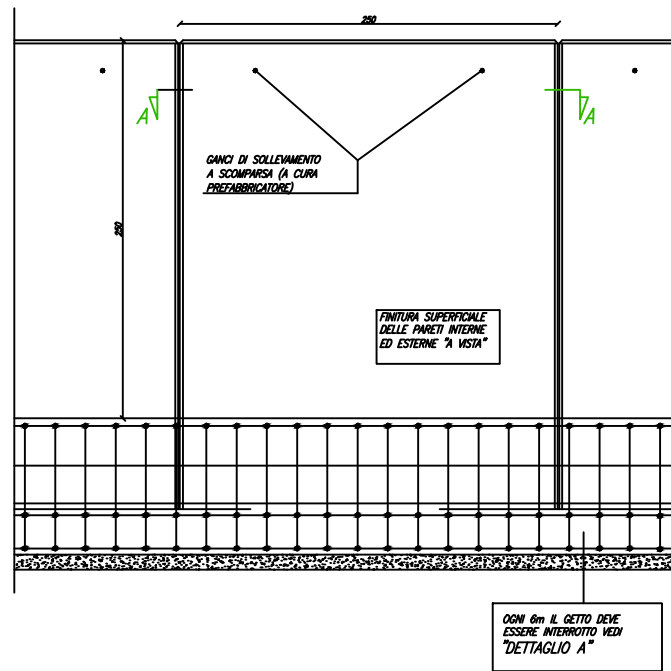 250
A
A
GANCI DI SOLLEVAMENTO
A SCOMPARSA (A CURA
PREFABBRICATORE)
250
FINITURA SUPERFICIALE
DELLE PARETI INTERNE
ED ESTERNE "A VISTA"
OGNI 6m IL GETTO DEVE
ESSERE INTERROTTO VEDI
"DETTAGLIO A"